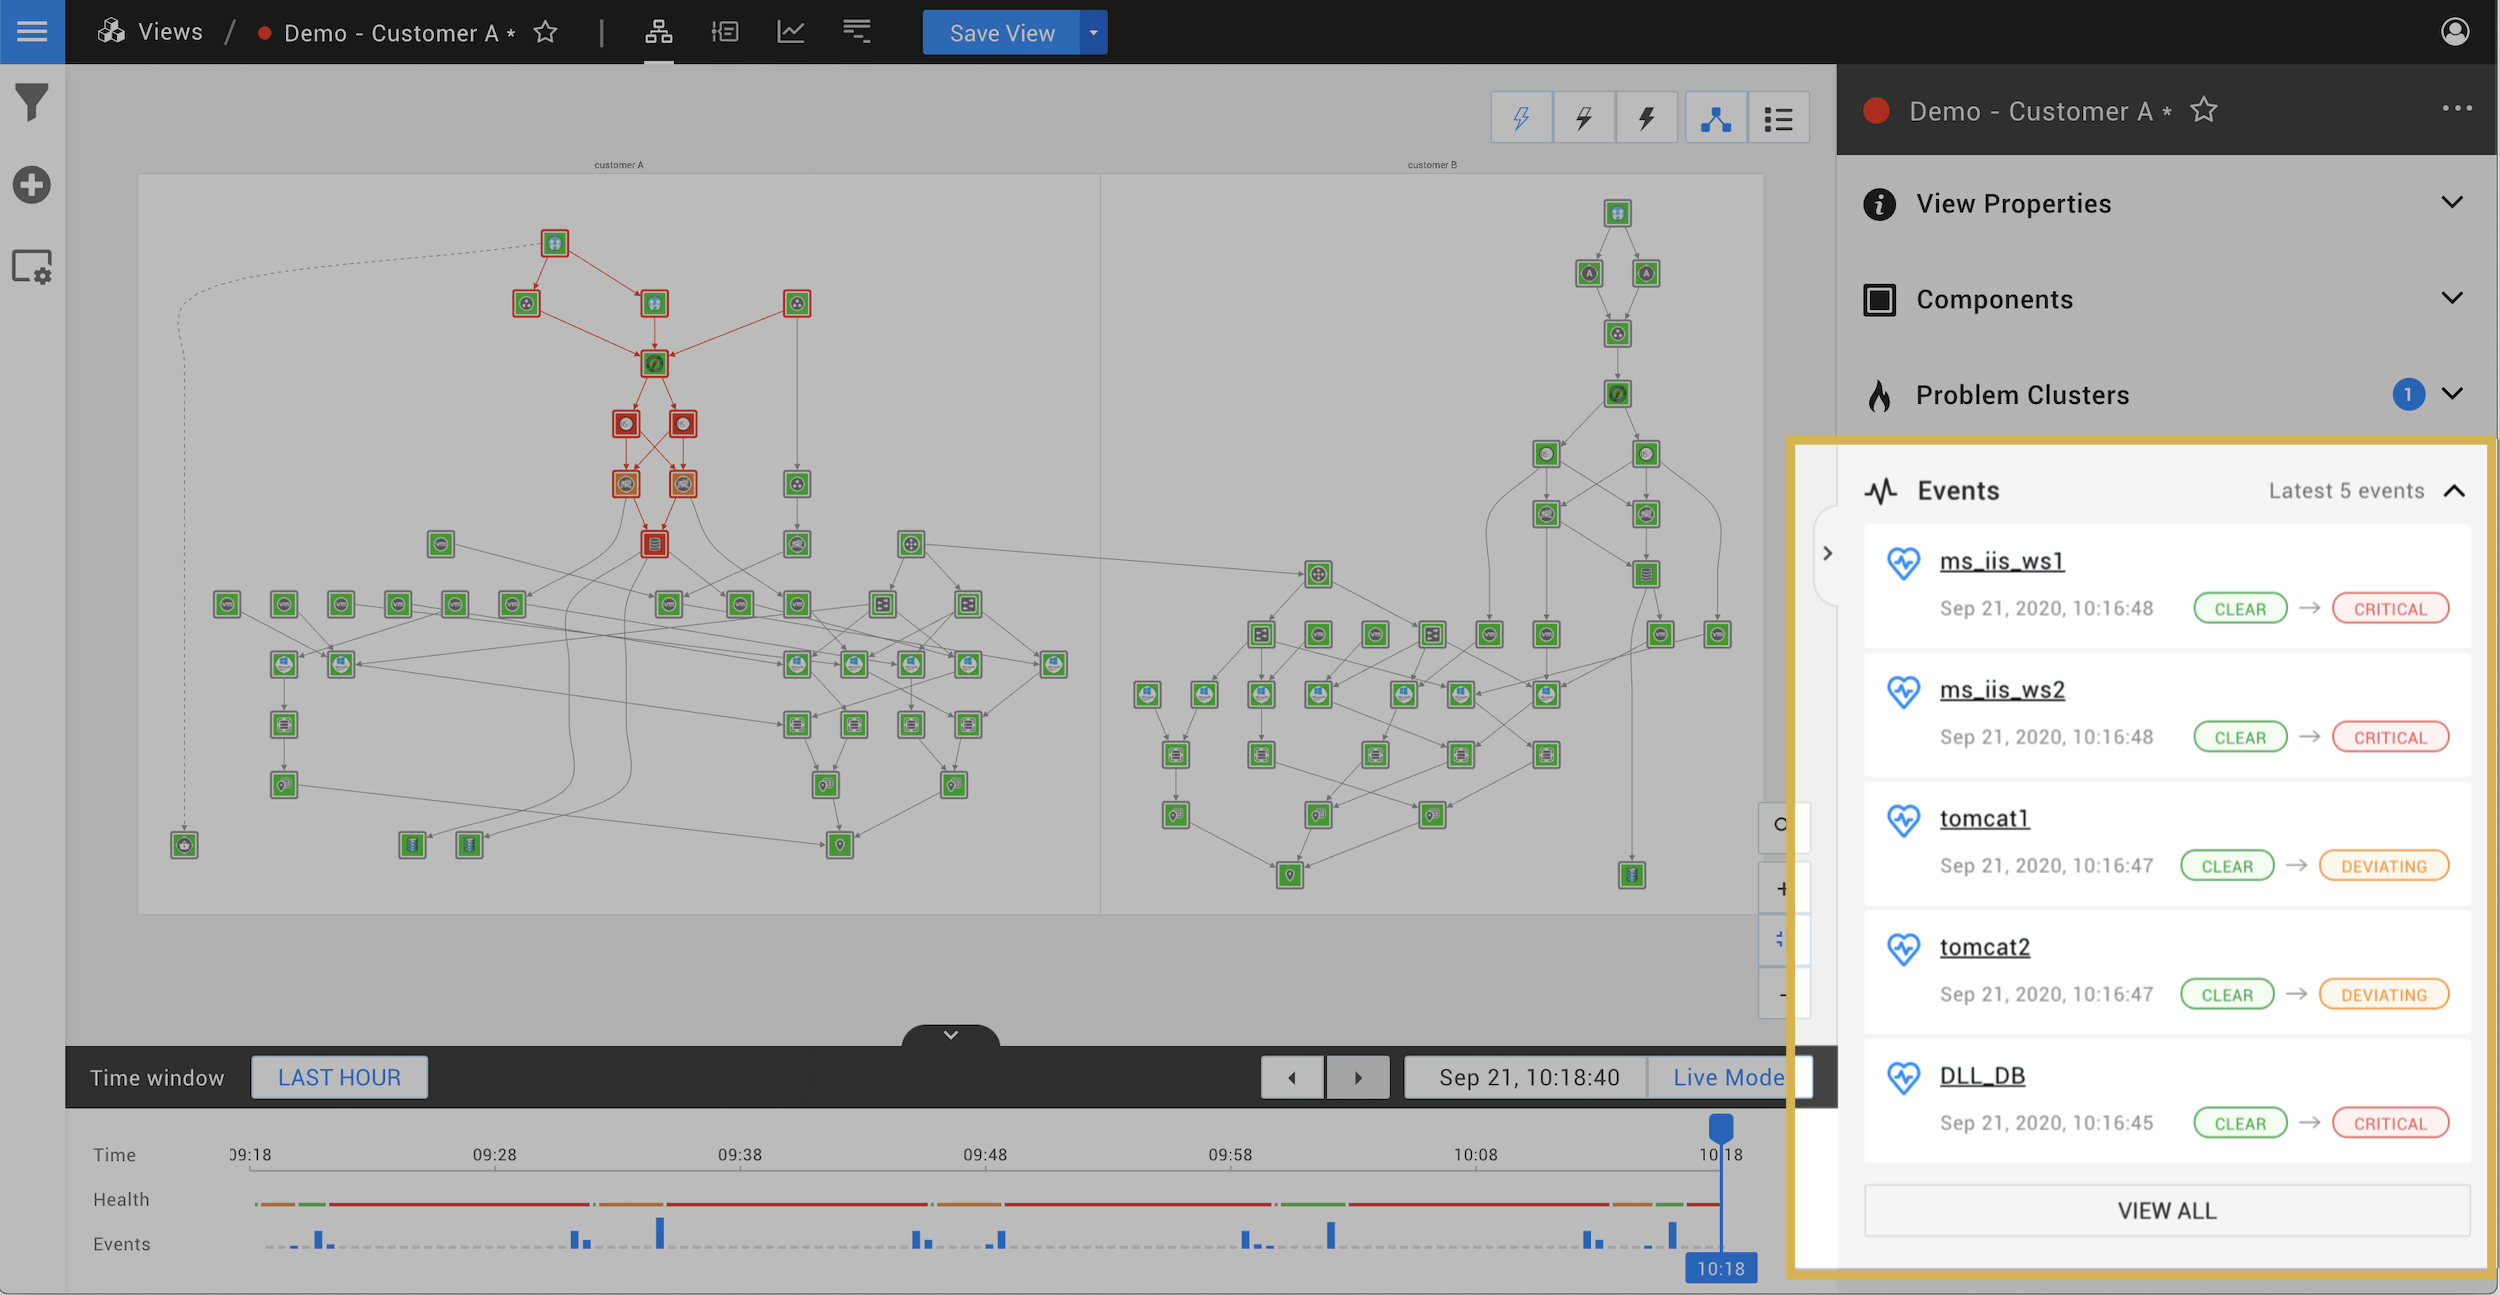 Views / Demo - Customer A * | Save View
Demo - Customer A *
customer A
customer B
View Properties
Components
Problem Clusters 1
Events Latest 5 events
ms_iis_ws1
Sep 21, 2020, 10:16:48 CLEAR → CRITICAL
ms_iis_ws2
Sep 21, 2020, 10:16:48 CLEAR → CRITICAL
tomcat1
Sep 21, 2020, 10:16:47 CLEAR → DEVIATING
tomcat2
Sep 21, 2020, 10:16:47 CLEAR → DEVIATING
DLL_DB
Sep 21, 2020, 10:16:45 CLEAR → CRITICAL
VIEW ALL
Time window LAST HOUR Sep 21, 10:18:40 Live Mode
Time 09:18 09:28 09:38 09:48 09:58 10:08 10:18
Health
Events
10:18